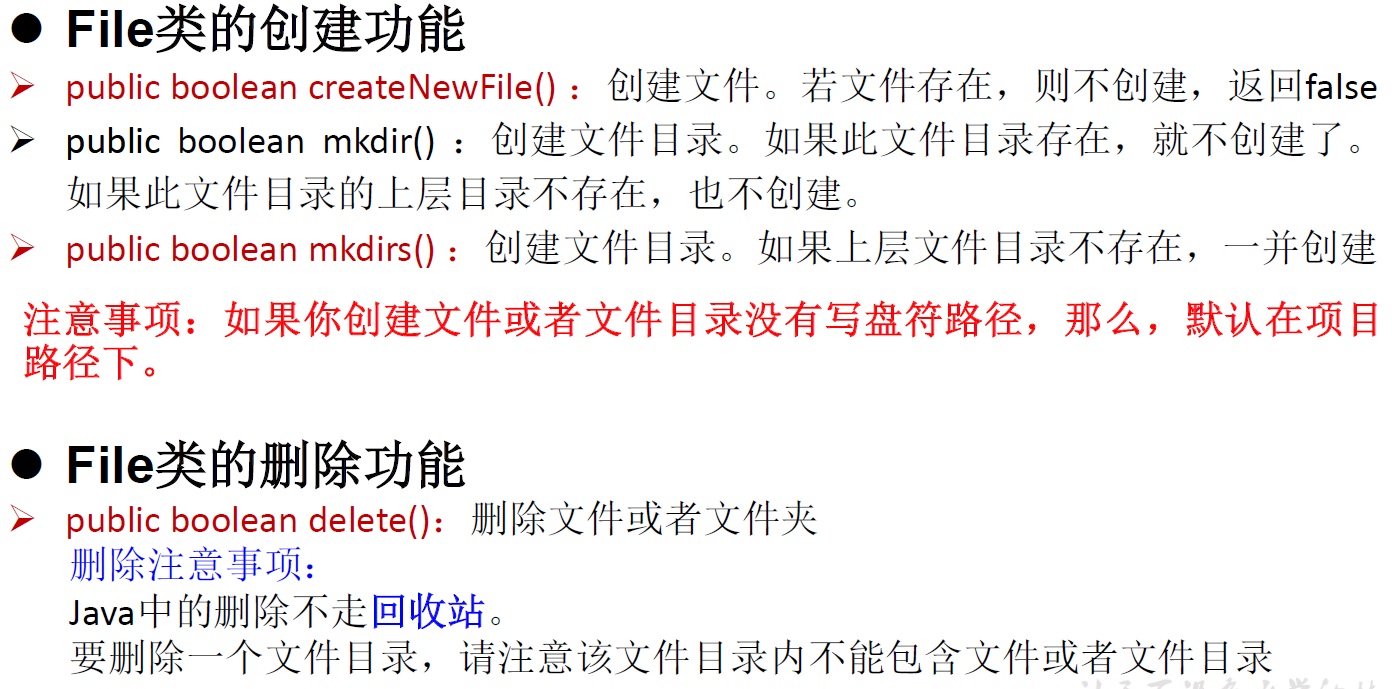 ● File类的创建功能
➢ public boolean createNewFile() ：创建文件。若文件存在，则不创建，返回false
➢ public boolean mkdir() ：创建文件目录。如果此文件目录存在，就不创建了。
如果此文件目录的上层目录不存在，也不创建。
➢ public boolean mkdirs() ：创建文件目录。如果上层文件目录不存在，一并创建
注意事项：如果你创建文件或者文件目录没有写盘符路径，那么，默认在项目
路径下。
● File类的删除功能
➢ public boolean delete()：删除文件或者文件夹
删除注意事项：
Java中的删除不走回收站。
要删除一个文件目录，请注意该文件目录内不能包含文件或者文件目录